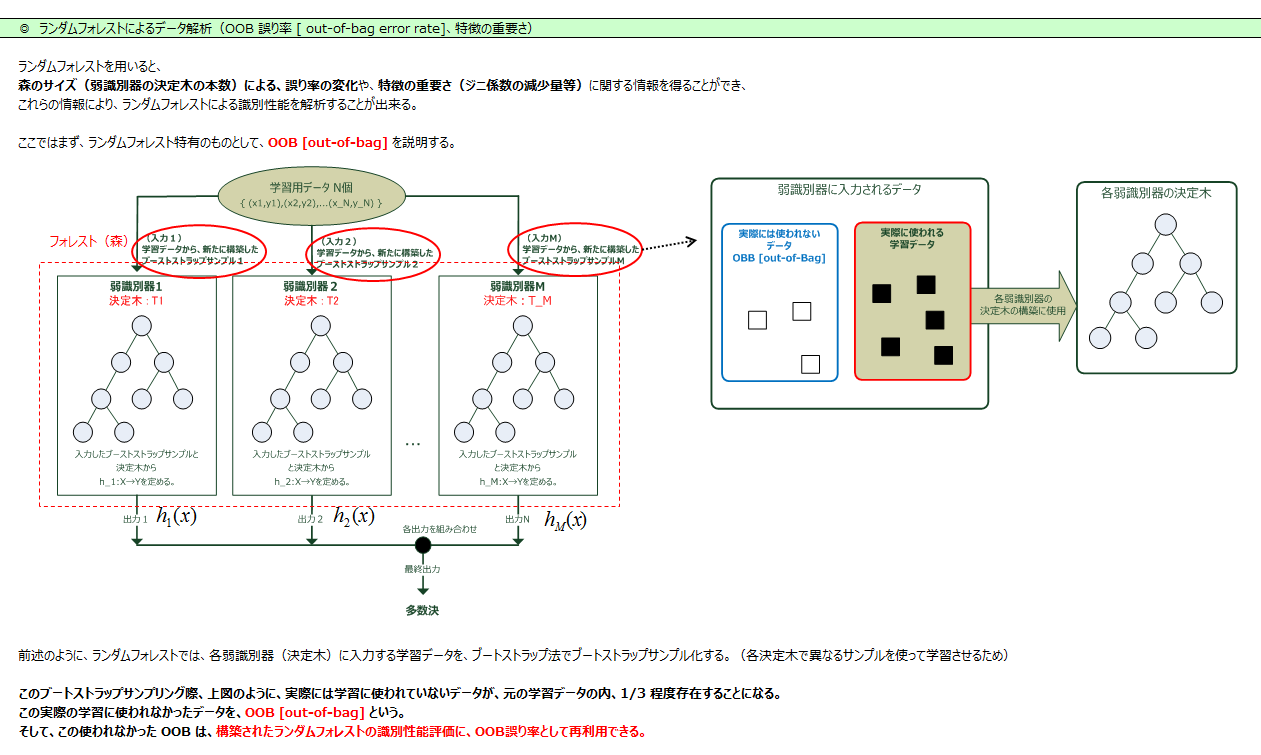 ◎ ランダムフォレストによるデータ解析（OOB 誤り率 [ out-of-bag error rate]、特徴の重要さ）
ランダムフォレストを用いると、
森のサイズ（弱識別器の決定木の本数）による、誤り率の変化や、特徴の重要さ（ジニ係数の減少量等）に関する情報を得ることができ、
これらの情報により、ランダムフォレストによる識別性能を解析することが出来る。
ここではまず、ランダムフォレスト特有のものとして、OOB [out-of-bag] を説明する。
学習用データ N個
{ (x1,y1),(x2,y2),...(x_N,y_N) }
フォレスト（森）
（入力１）
学習データから、新たに構築した
ブーストストラップサンプル１
（入力２）
学習データから、新たに構築した
ブーストストラップサンプル２
（入力M）
学習データから、新たに構築した
ブーストストラップサンプルM
弱識別器1
決定木：T1
入力したブーストストラップサンプルと
決定木から
h_1:X→Yを定める。
弱識別器２
決定木：T2
入力したブーストストラップサンプル
と決定木から
h_2:X→Yを定める。
...
弱識別器M
決定木：T_M
入力したブーストストラップサンプル
と決定木から
h_M:X→Yを定める。
出力１
h1(x)
出力２
h2(x)
出力N
hM(x)
各出力を組み合わせ
最終出力
多数決
弱識別器に入力されるデータ
実際には使われない
データ
OBB [out-of-Bag]
実際に使われる
学習データ
各弱識別器の
決定木の構築に使用
各弱識別器の決定木
前述のように、ランダムフォレストでは、各弱識別器（決定木）に入力する学習データを、ブートストラップ法でブートストラップサンプル化する。（各決定木で異なるサンプルを使って学習させるため）
このブートストラップサンプリング際、上図のように、実際には学習に使われていないデータが、元の学習データの内、1/3 程度存在することになる。
この実際の学習に使われなかったデータを、OOB [out-of-bag] という。
そして、この使われなかった OOB は、構築されたランダムフォレストの識別性能評価に、OOB誤り率として再利用できる。